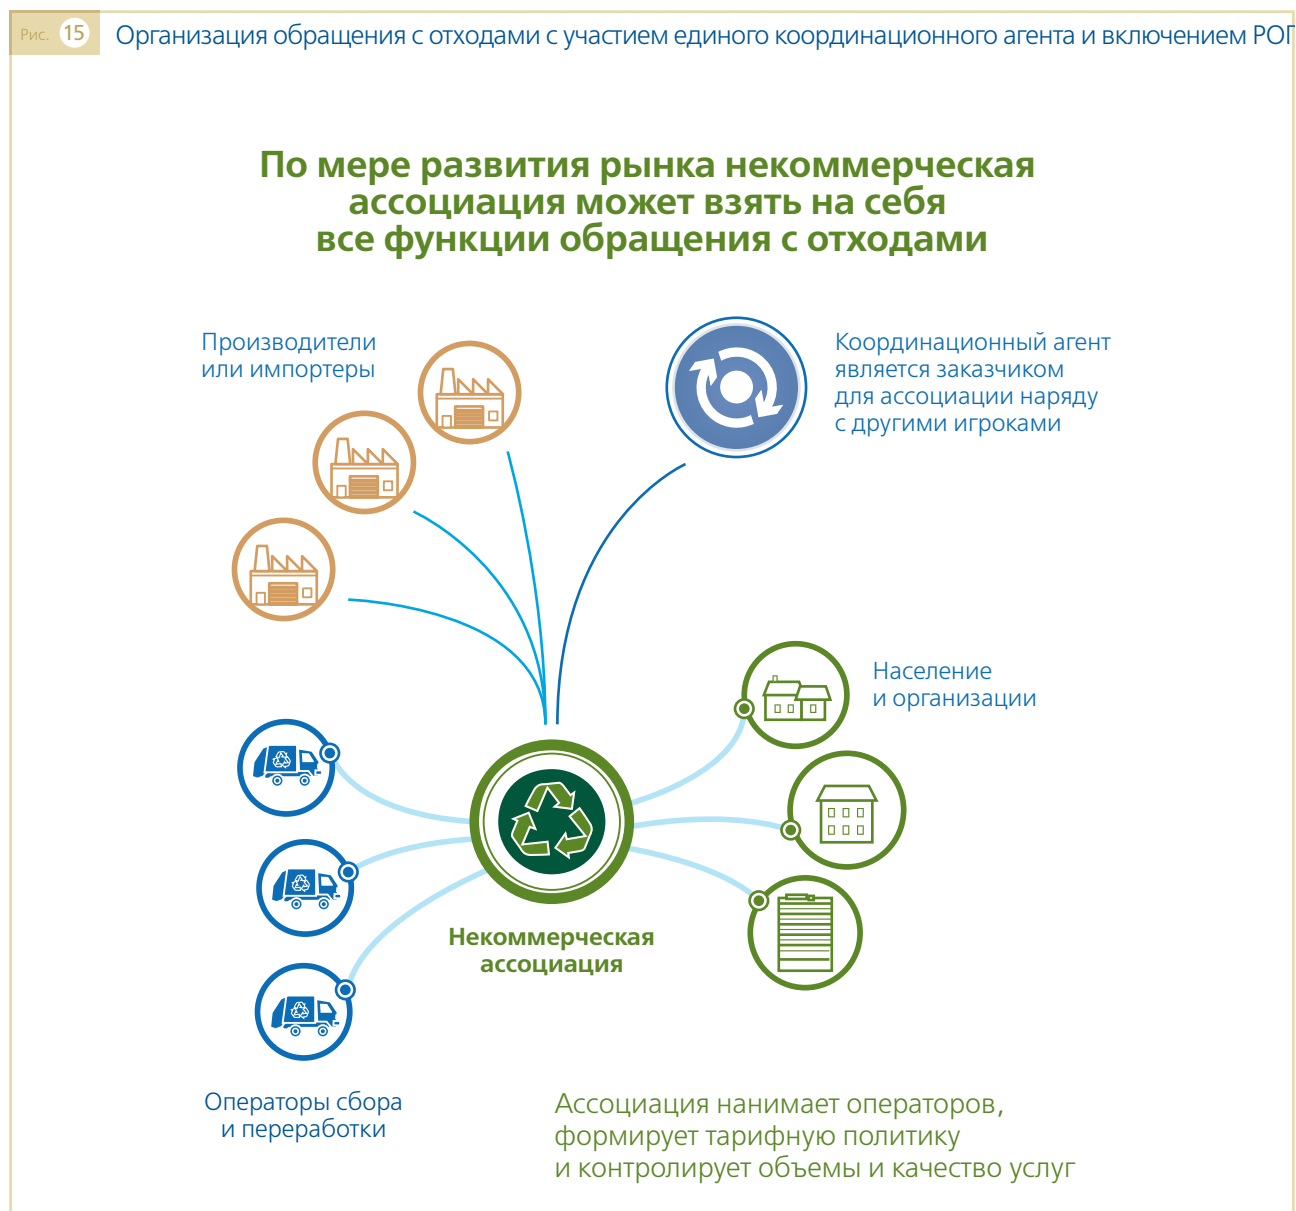 Рис. 15
Организация обращения с отходами с участием единого координационного агента и включением РОП
По мере развития рынка некоммерческая
ассоциация может взять на себя
все функции обращения с отходами
Производители
или импортеры
Координационный агент
является заказчиком
для ассоциации наряду
с другими игроками
Население
и организации
Некоммерческая
ассоциация
Операторы сбора
и переработки
Ассоциация нанимает операторов,
формирует тарифную политику
и контролирует объемы и качество услуг